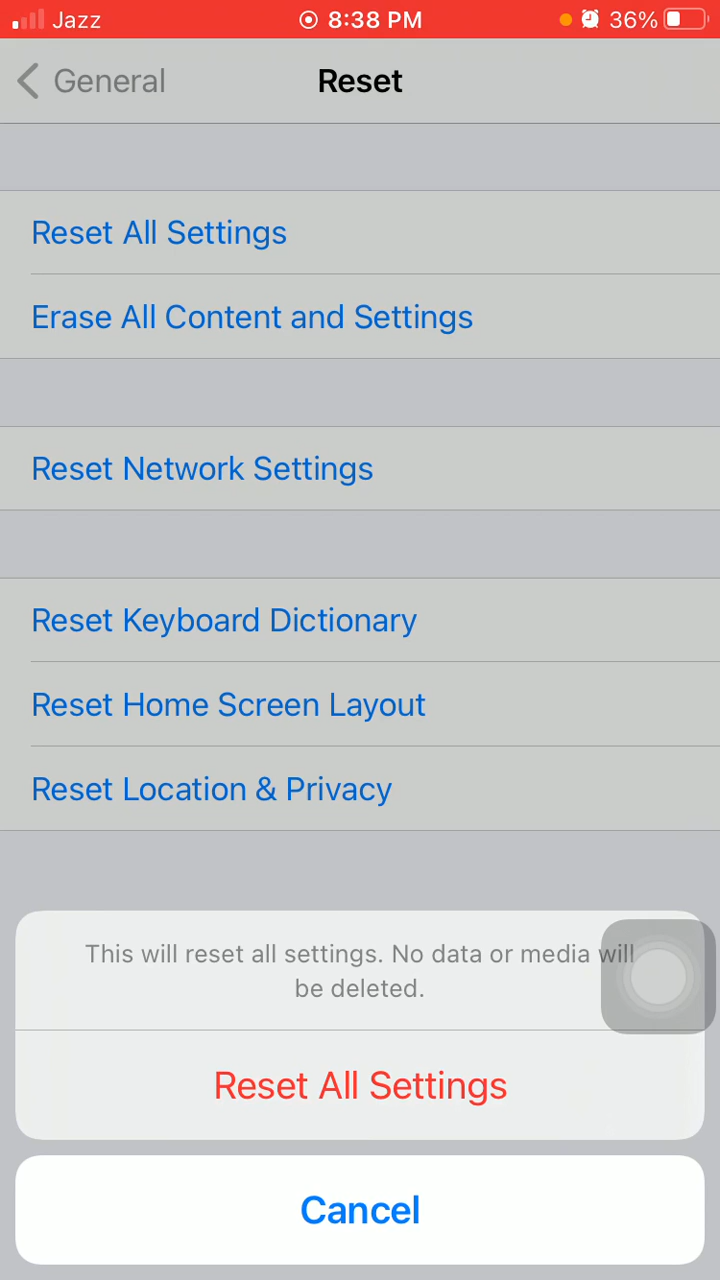 Jazz 8:38 PM 36%
General Reset
Reset All Settings
Erase All Content and Settings
Reset Network Settings
Reset Keyboard Dictionary
Reset Home Screen Layout
Reset Location & Privacy
This will reset all settings. No data or media will
be deleted.
Reset All Settings
Cancel